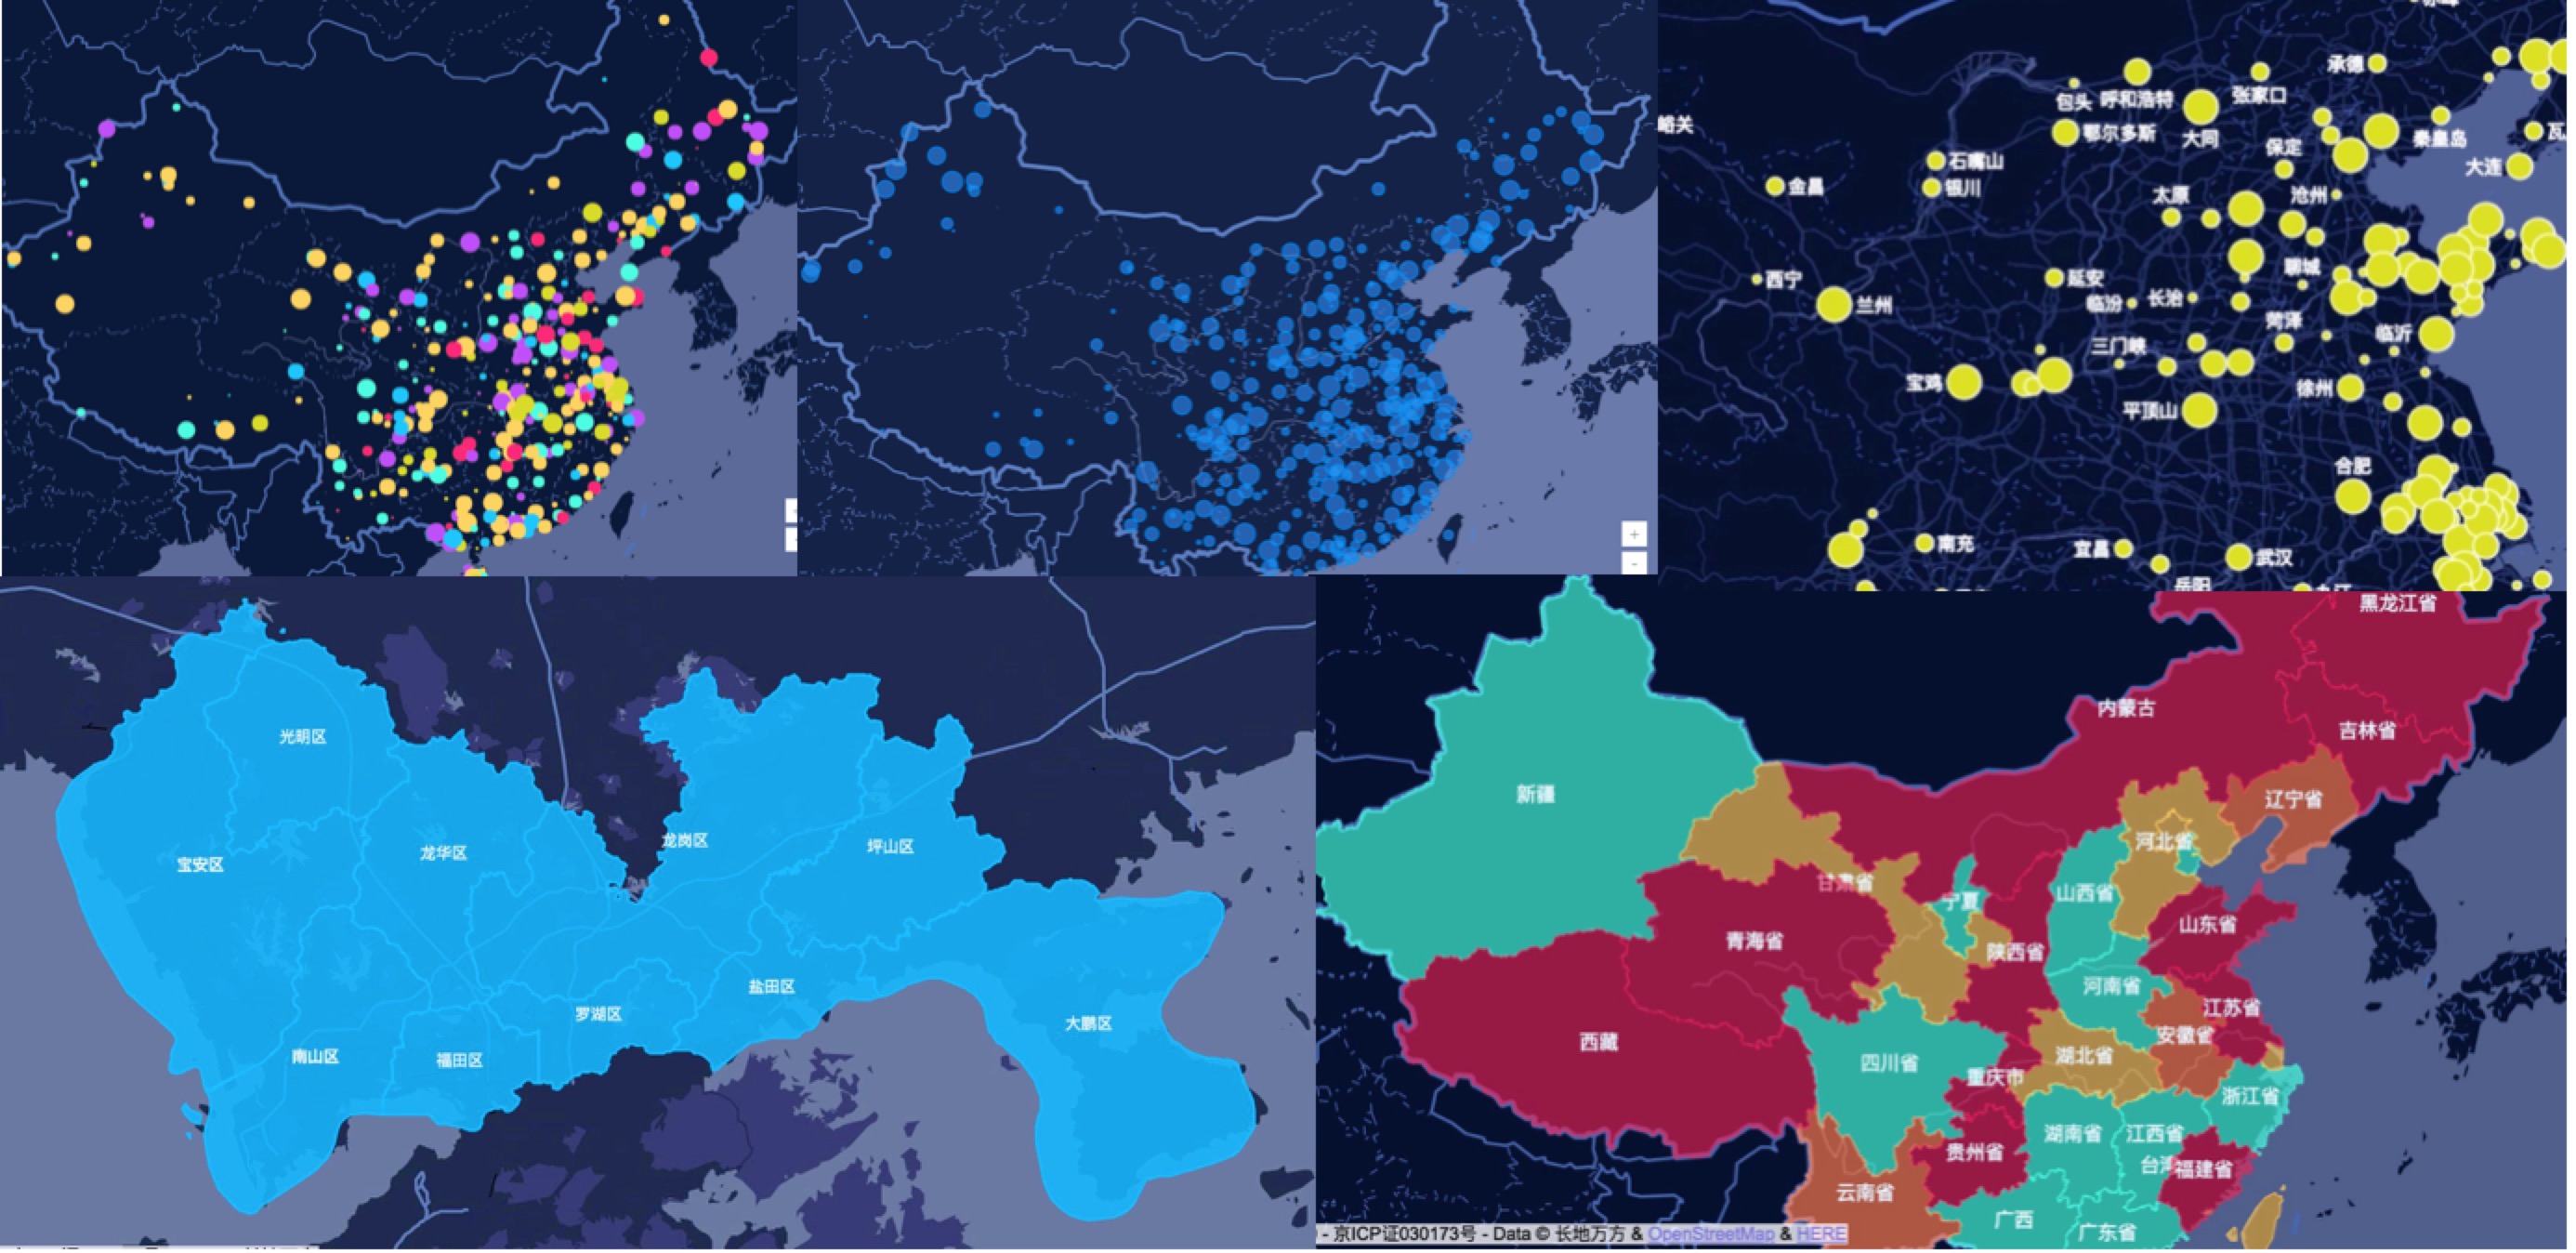 承德
包头
呼和浩特
张家口
峪关
鄂尔多斯
大同
保定
秦皇岛
瓦
大连
石嘴山
金昌
银川
太原
沧州
西宁
延安
聊城
兰州
临汾
长治
菏泽
临沂
三门峡
宝鸡
徐州
平顶山
合肥
南充
宜昌
武汉
岳阳
九江
+
-
光明区
宝安区
龙华区
龙岗区
坪山区
盐田区
罗湖区
大鹏区
南山区
福田区
黑龙江省
内蒙古
吉林省
新疆
辽宁省
河北省
甘肃省
宁夏
山西省
山东省
青海省
陕西省
河南省
江苏省
西藏
安徽省
四川省
湖北省
重庆市
浙江省
湖南省
江西省
贵州省
台湾
福建省
云南省
广西
广东省
- 京ICP证030173号 - Data © 长地万方 & OpenStreetMap & HERE